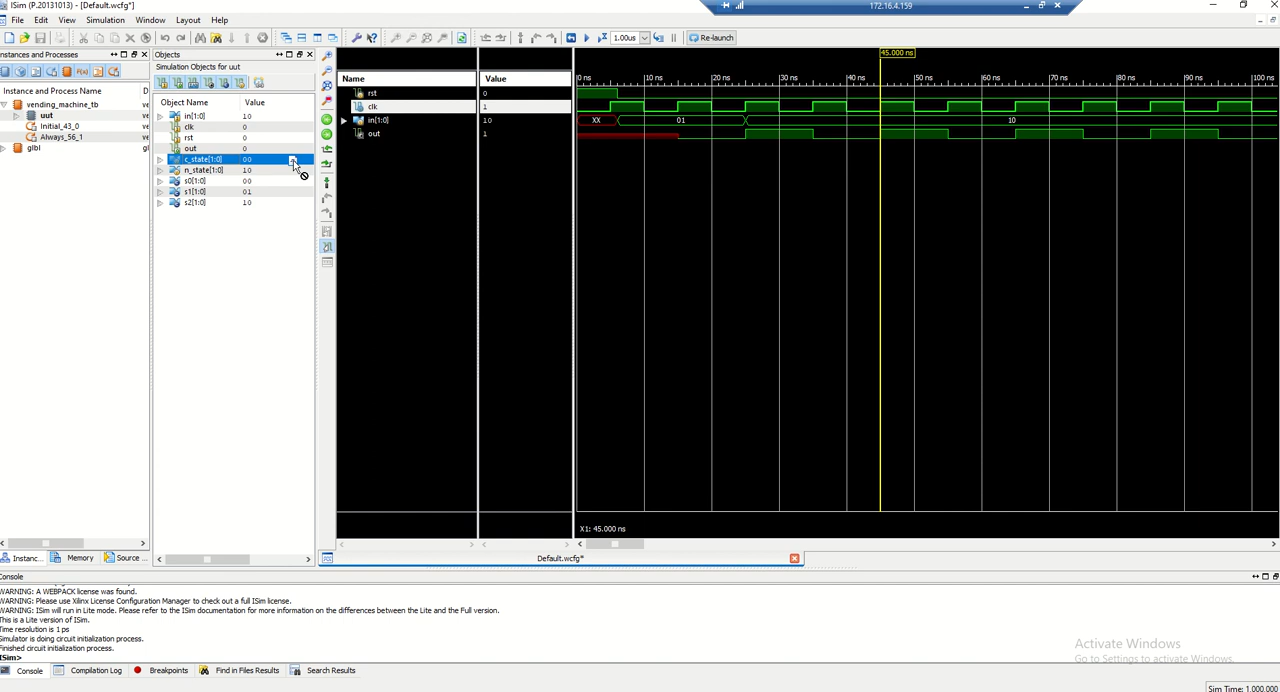 ISim (P.20131013) - [Default.wcfg*]
172.16.4.159
File Edit View Simulation Window Layout Help
1.00us
Re-launch
Instances and Processes
Objects
Simulation Objects for uut
Instance and Process Name
vending_machine_tb ve
uut ve
Initial_43_0 ve
Always_56_1 ve
glbl gl
Object Name Value
in[1:0] 10
clk 0
rst 0
out 0
c_state[1:0] 00
n_state[1:0] 10
s0[1:0] 00
s1[1:0] 01
s2[1:0] 10
Name Value
rst 0
clk 1
in[1:0] 10
out 1
45.000 ns
0 ns 10 ns 20 ns 30 ns 40 ns 50 ns 60 ns 70 ns 80 ns 90 ns 100 ns
XX 01 10
X1: 45.000 ns
Instanc... Memory Source ...
Default.wcfg*
Console
WARNING: A WEBPACK license was found.
WARNING: Please use Xilinx License Configuration Manager to check out a full ISim license.
WARNING: ISim will run in Lite mode. Please refer to the ISim documentation for more information on the differences between the Lite and the Full version.
This is a Lite version of ISim.
Time resolution is 1 ps
Simulator is doing circuit initialization process.
Finished circuit initialization process.
ISim>
Activate Windows
Go to Settings to activate Windows.
Console Compilation Log Breakpoints Find in Files Results Search Results
Sim Time: 1,000,000